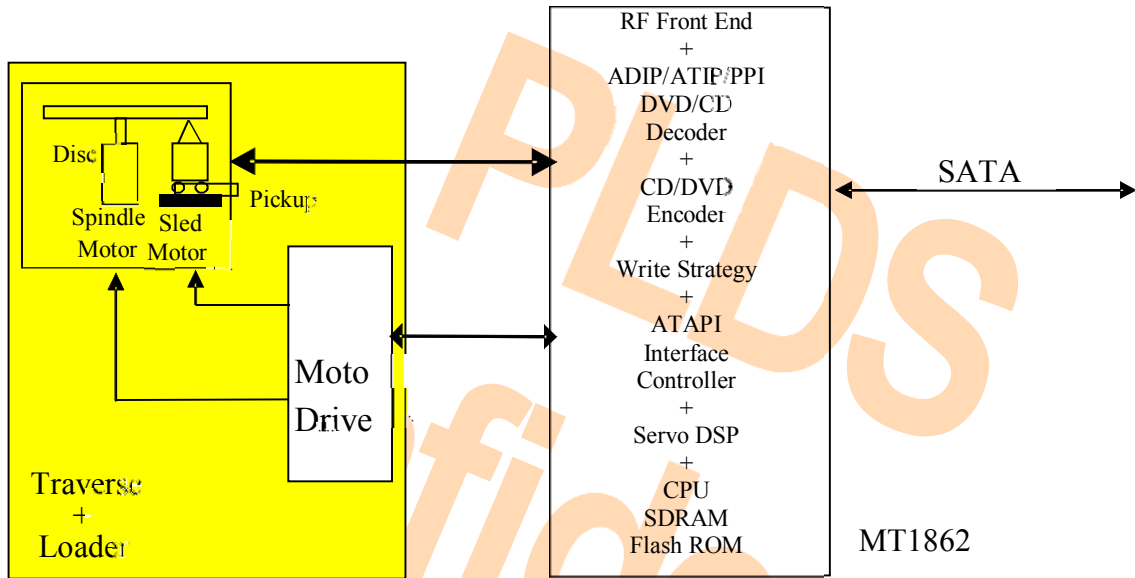 Disc
Spindle
Motor
Sled
Motor
Pickup
Moto
Drive
Traverse
+
Loader
RF Front End
+
ADIP/ATIP/PPI
DVD/CD
Decoder
+
CD/DVD
Encoder
+
Write Strategy
+
ATAPI
Interface
Controller
+
Servo DSP
+
CPU
SDRAM
Flash ROM
SATA
MT1862
PLDS